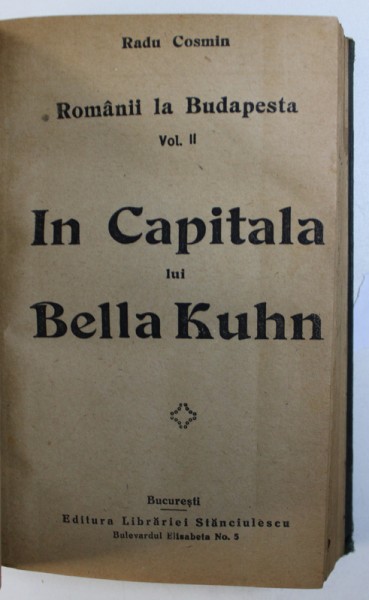 Radu Cosmin
Românii la Budapesta
Vol. II
In Capitala
lui
Bella Kuhn
București
Editura Librăriei Stănciulescu
Bulevardul Elisabeta No. 5